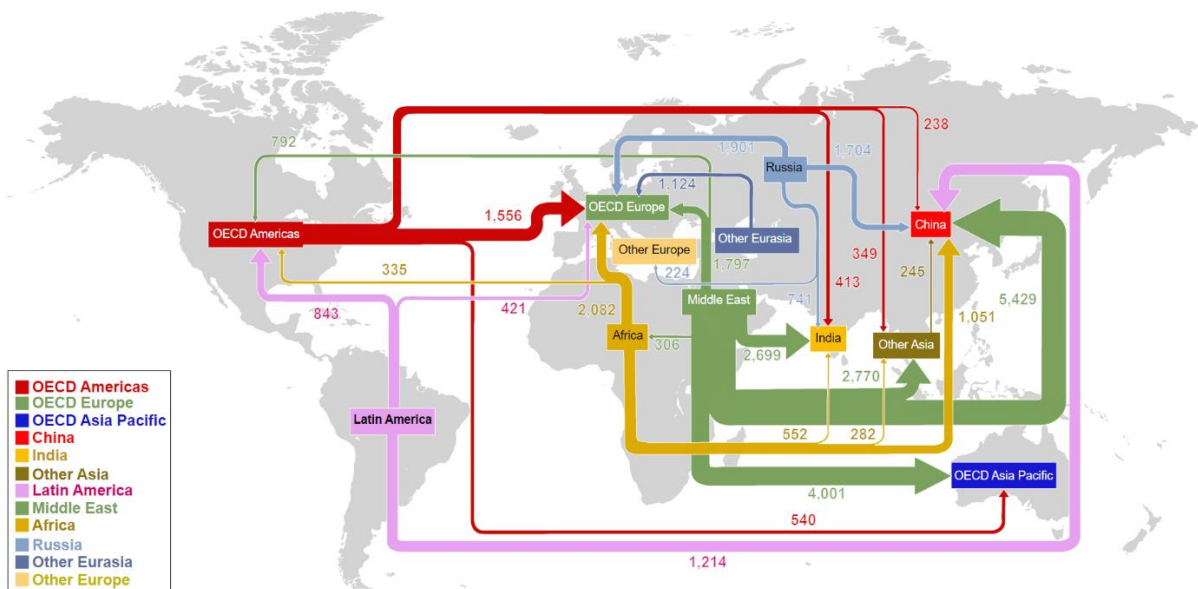 238
792
1,901
1,704
Russia
1,124
OECD Europe
1,556
China
OECD Americas
Other Eurasia
Other Europe
349
1,797
335
224
413
245
Middle East
741
5,429
843
421
2,082
1,051
Africa
306
India
Other Asia
2,699
2,770
OECD Americas
OECD Europe
OECD Asia Pacific
China
India
Other Asia
Latin America
Middle East
Africa
Russia
Other Eurasia
Other Europe
Latin America
552
282
OECD Asia Pacific
4,001
540
1,214